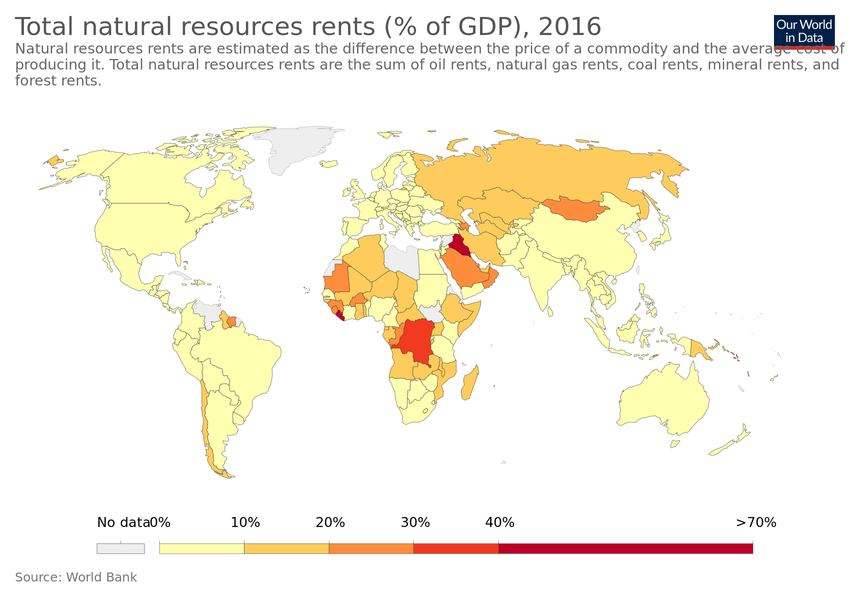 Total natural resources rents (% of GDP), 2016
Our World
in Data
Natural resources rents are estimated as the difference between the price of a commodity and the average cost of
producing it. Total natural resources rents are the sum of oil rents, natural gas rents, coal rents, mineral rents, and
forest rents.
No data 0% 10% 20% 30% 40% >70%
Source: World Bank